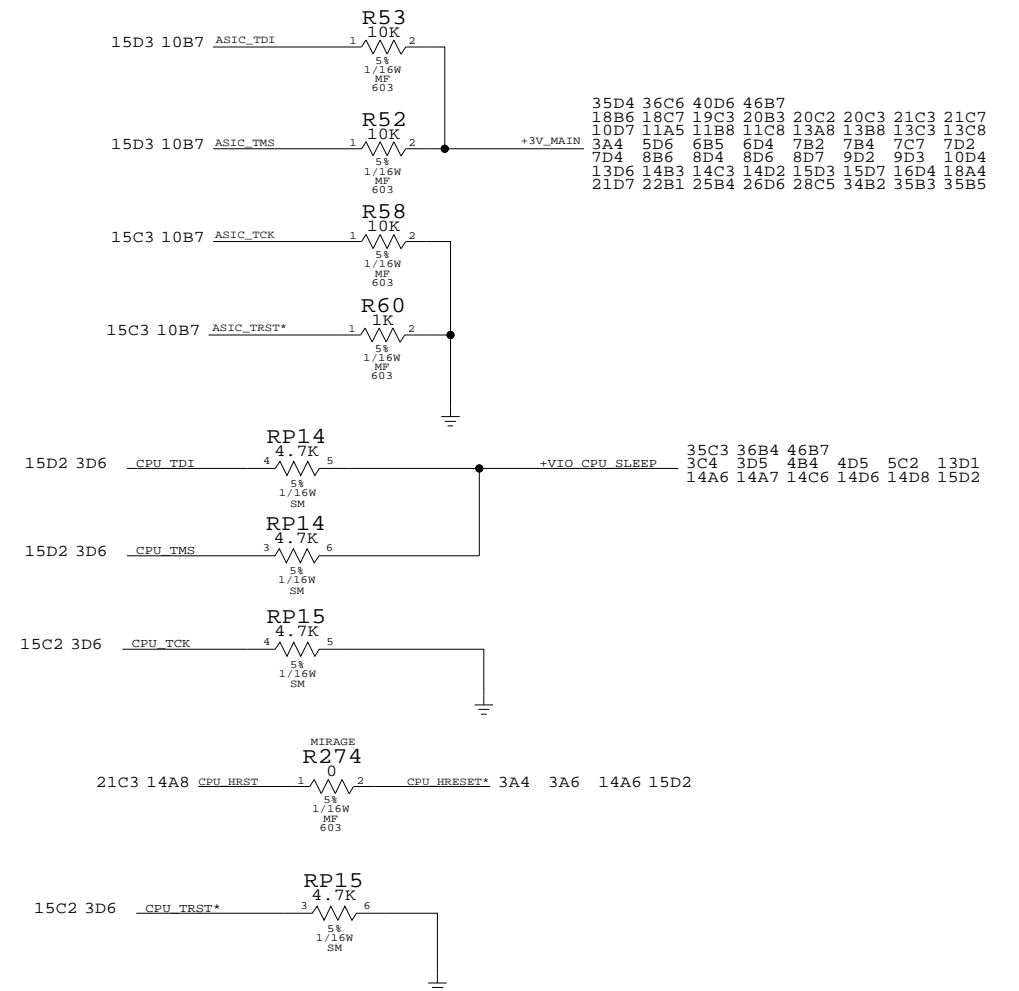 R53
10K
15D3 10B7 ASIC_TDI 1 2
5%
1/16W
MF
603
35D4 36C6 40D6 46B7
18B6 18C7 19C3 20B3 20C2 20C3 21C3 21C7
10D7 11A5 11B8 11C8 13A8 13B8 13C3 13C8
R52
10K
15D3 10B7 ASIC_TMS 1 2 +3V_MAIN 3A4 5D6 6B5 6D4 7B2 7B4 7C7 7D2
7D4 8B6 8D4 8D6 8D7 9D2 9D3 10D4
13D6 14B3 14C3 14D2 15D3 15D7 16D4 18A4
21D7 22B1 25B4 26D6 28C5 34B2 35B3 35B5
5%
1/16W
MF
603
R58
10K
15C3 10B7 ASIC_TCK 1 2
5%
1/16W
MF
603
R60
1K
15C3 10B7 ASIC_TRST* 1 2
5%
1/16W
MF
603
RP14
4.7K
35C3 36B4 46B7
15D2 3D6 CPU_TDI 4 5 +VIO_CPU_SLEEP 3C4 3D5 4B4 4D5 5C2 13D1
14A6 14A7 14C6 14D6 14D8 15D2
5%
1/16W
SM
RP14
4.7K
15D2 3D6 CPU_TMS 3 6
5%
1/16W
SM
RP15
4.7K
15C2 3D6 CPU_TCK 4 5
5%
1/16W
SM
MIRAGE
R274
0
21C3 14A8 CPU_HRST 1 2 CPU_HRESET* 3A4 3A6 14A6 15D2
5%
1/16W
MF
603
RP15
4.7K
15C2 3D6 CPU_TRST* 3 6
5%
1/16W
SM